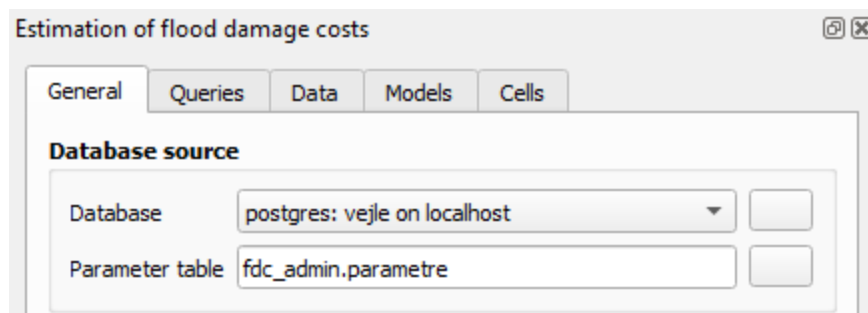 Estimation of flood damage costs
General Queries Data Models Cells
Database source
Database postgres: vejle on localhost
Parameter table fdc_admin.parametre